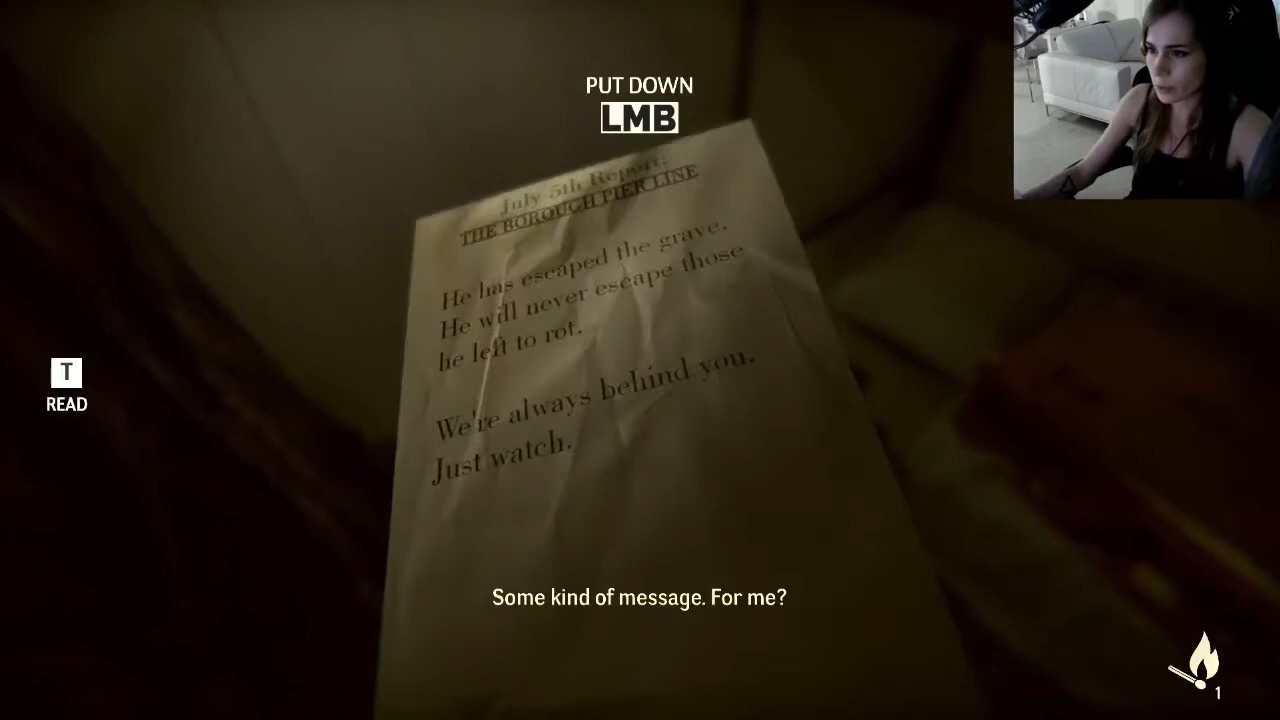 PUT DOWN
LMB
July 5th Report:
THE BOROUGH PIER LINE
He has escaped the grave.
He will never escape those
he left to rot.
We're always behind you.
Just watch.
T
READ
Some kind of message. For me?
1